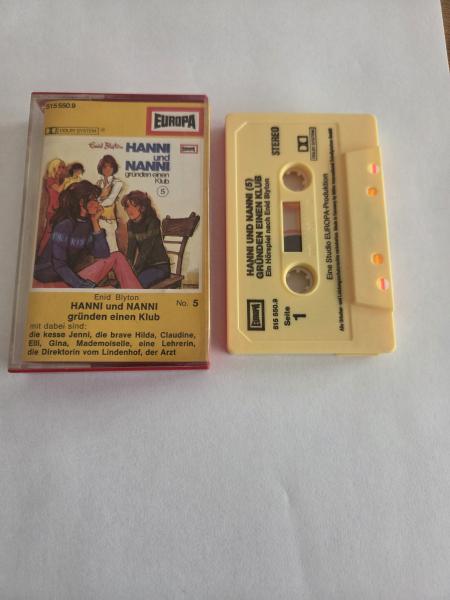 515 550.9
DOLBY SYSTEM ®
EUROPA
Enid Blyton
HANNI
und
NANNI
gründen einen
Klub
5
EUROPA
Enid Blyton
HANNI und NANNI
gründen einen Klub
No. 5
mit dabei sind:
die kesse Jenni, die brave Hilda, Claudine,
Elli, Gina, Mademoiselle, eine Lehrerin,
die Direktorin vom Lindenhof, der Arzt
STEREO
DOLBY SYSTEM
HANNI UND NANNI (5)
GRÜNDEN EINEN KLUB
Ein Hörspiel nach Enid Blyton
EUROPA
515 550.9
Seite
1
Eine Studio EUROPA-Produktion